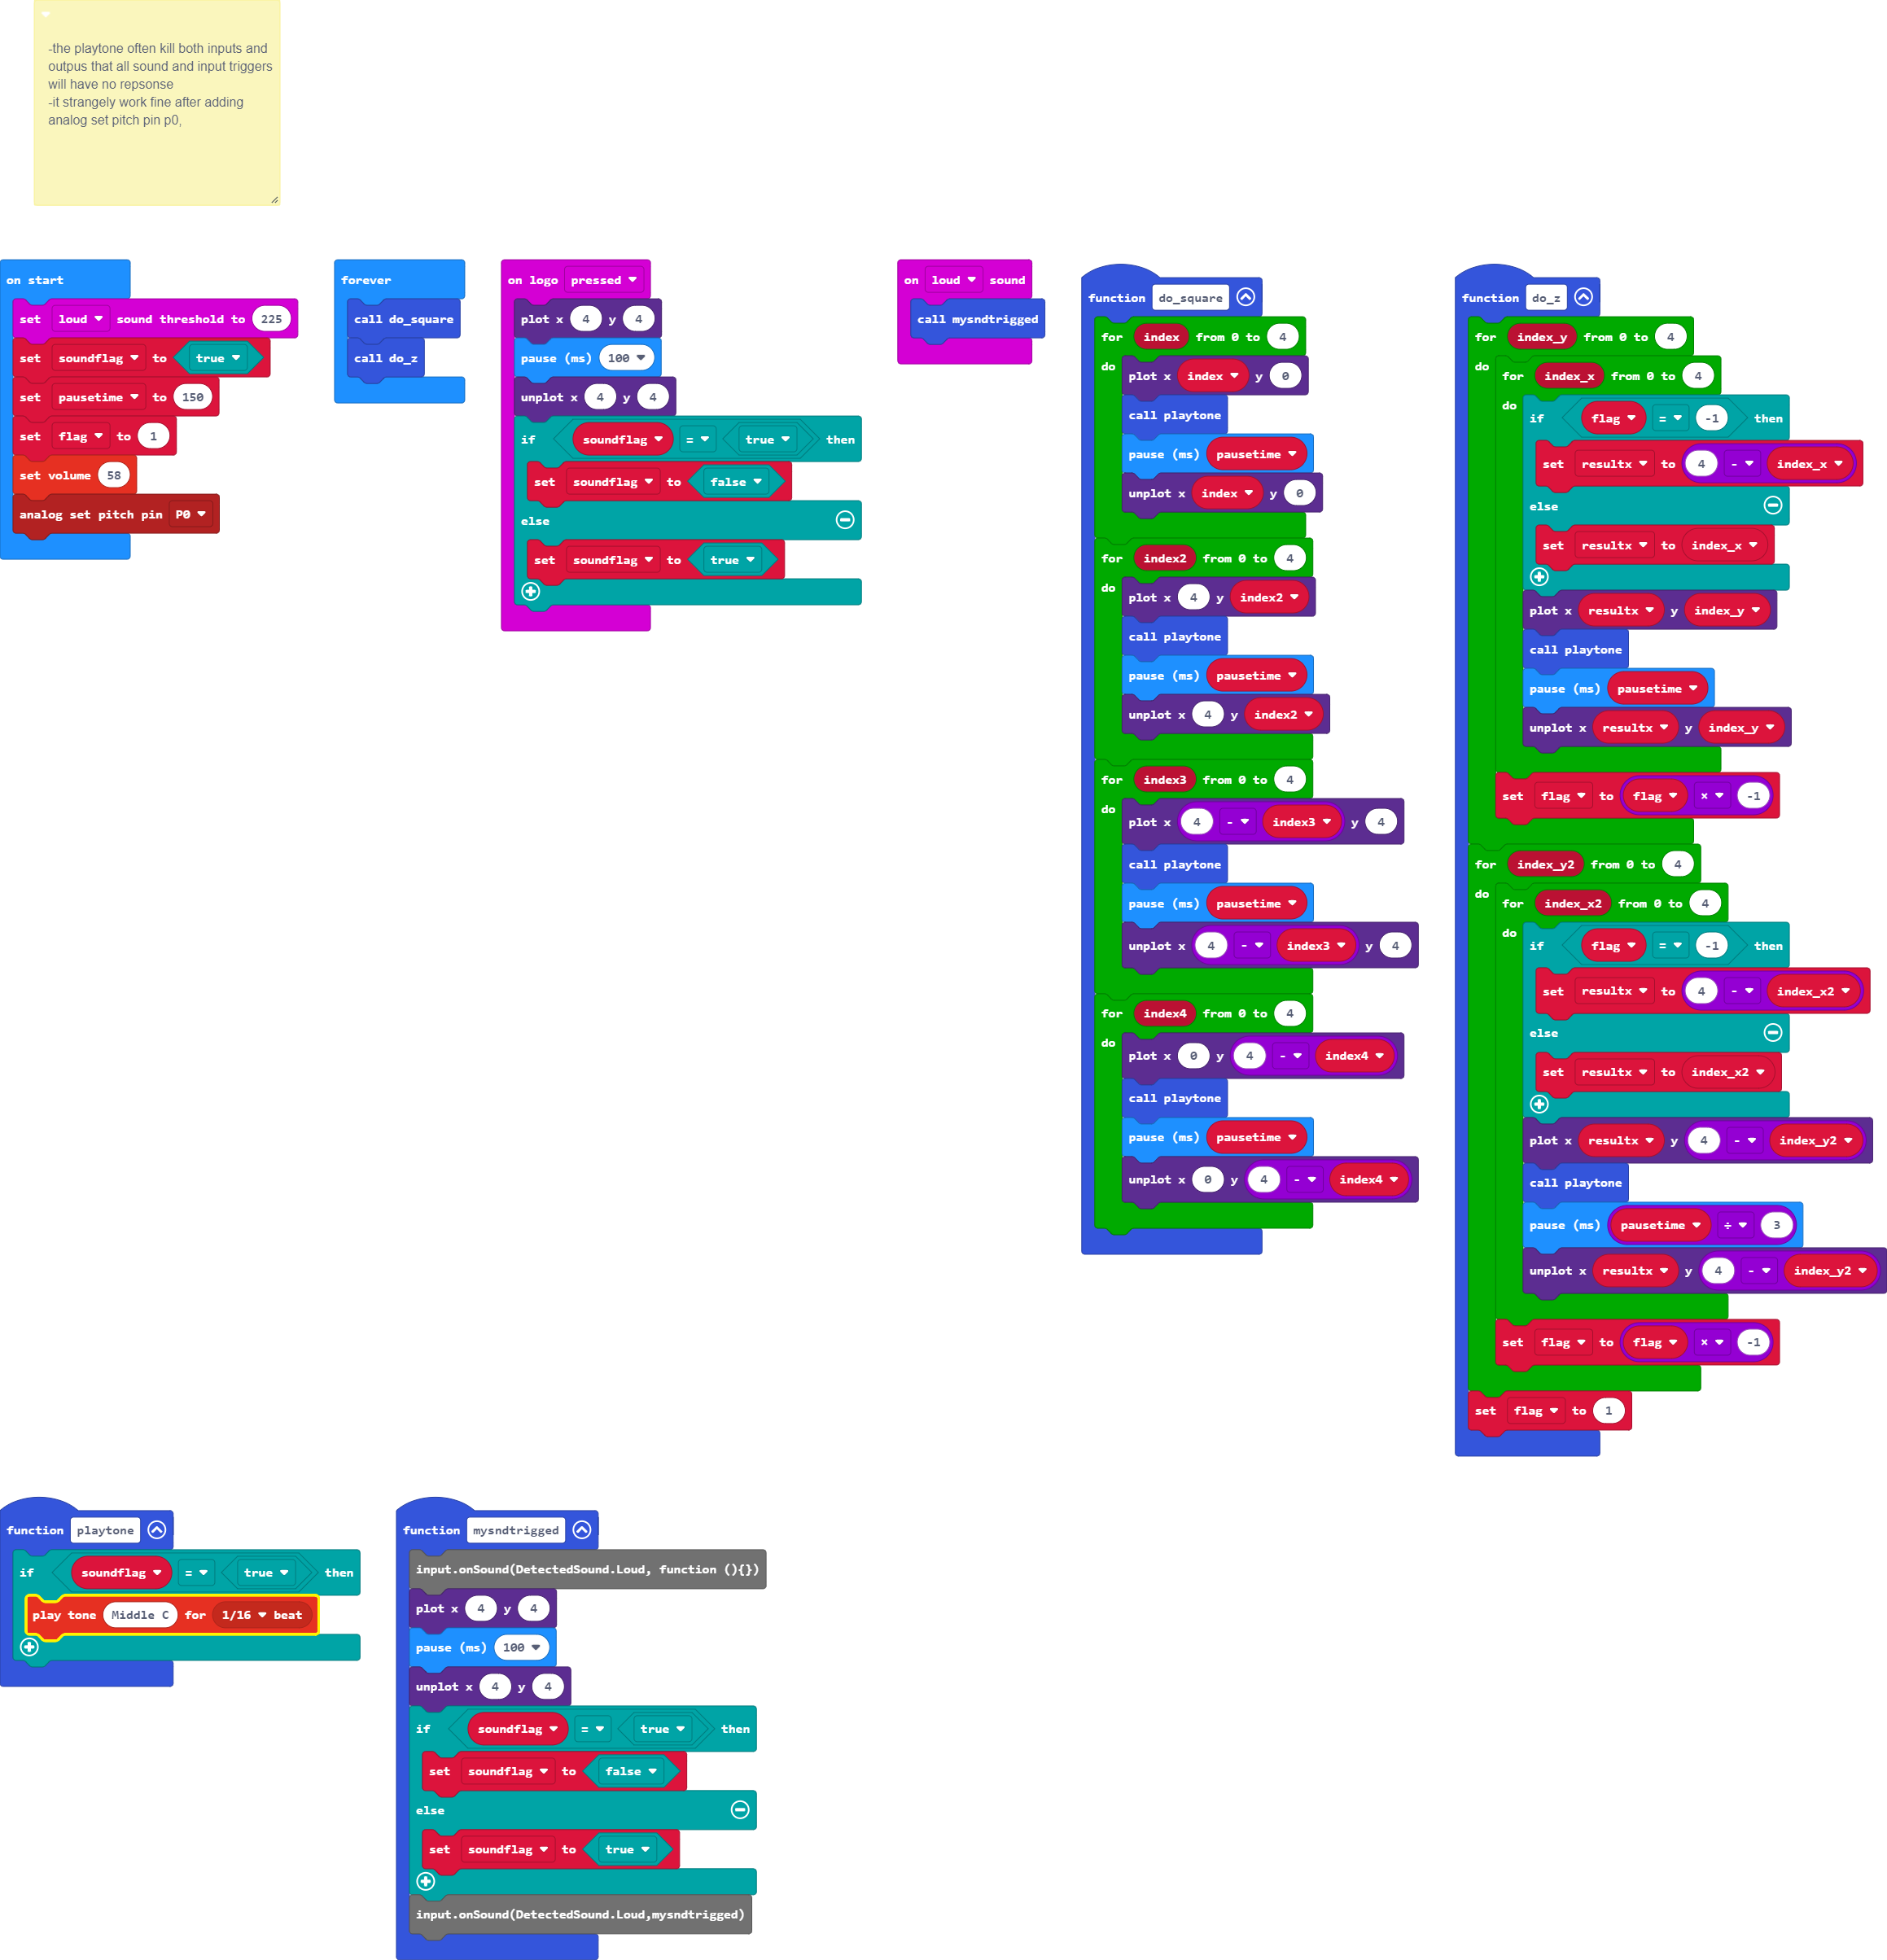 -the playtone often kill both inputs and
outpus that all sound and input triggers
will have no repsonse
-it strangely work fine after adding
analog set pitch pin p0,
on start
set loud sound threshold to 225
set soundflag to true
set pausetime to 150
set flag to 1
set volume 58
analog set pitch pin P0
forever
call do_square
call do_z
on logo pressed
plot x 4 y 4
pause (ms) 100
unplot x 4 y 4
if soundflag = true then
set soundflag to false
else
set soundflag to true
on loud sound
call mysndtrigged
function do_square
for index from 0 to 4
do
plot x index y 0
call playtone
pause (ms) pausetime
unplot x index y 0
for index2 from 0 to 4
do
plot x 4 y index2
call playtone
pause (ms) pausetime
unplot x 4 y index2
for index3 from 0 to 4
do
plot x 4 - index3 y 4
call playtone
pause (ms) pausetime
unplot x 4 - index3 y 4
for index4 from 0 to 4
do
plot x 0 y 4 - index4
call playtone
pause (ms) pausetime
unplot x 0 y 4 - index4
function do_z
for index_y from 0 to 4
do
for index_x from 0 to 4
do
if flag = -1 then
set resultx to 4 - index_x
else
set resultx to index_x
plot x resultx y index_y
call playtone
pause (ms) pausetime
unplot x resultx y index_y
set flag to flag × -1
for index_y2 from 0 to 4
do
for index_x2 from 0 to 4
do
if flag = -1 then
set resultx to 4 - index_x2
else
set resultx to index_x2
plot x resultx y 4 - index_y2
call playtone
pause (ms) pausetime ÷ 3
unplot x resultx y 4 - index_y2
set flag to flag × -1
set flag to 1
function playtone
if soundflag = true then
play tone Middle C for 1/16 beat
function mysndtrigged
input.onSound(DetectedSound.Loud, function (){})
plot x 4 y 4
pause (ms) 100
unplot x 4 y 4
if soundflag = true then
set soundflag to false
else
set soundflag to true
input.onSound(DetectedSound.Loud,mysndtrigged)